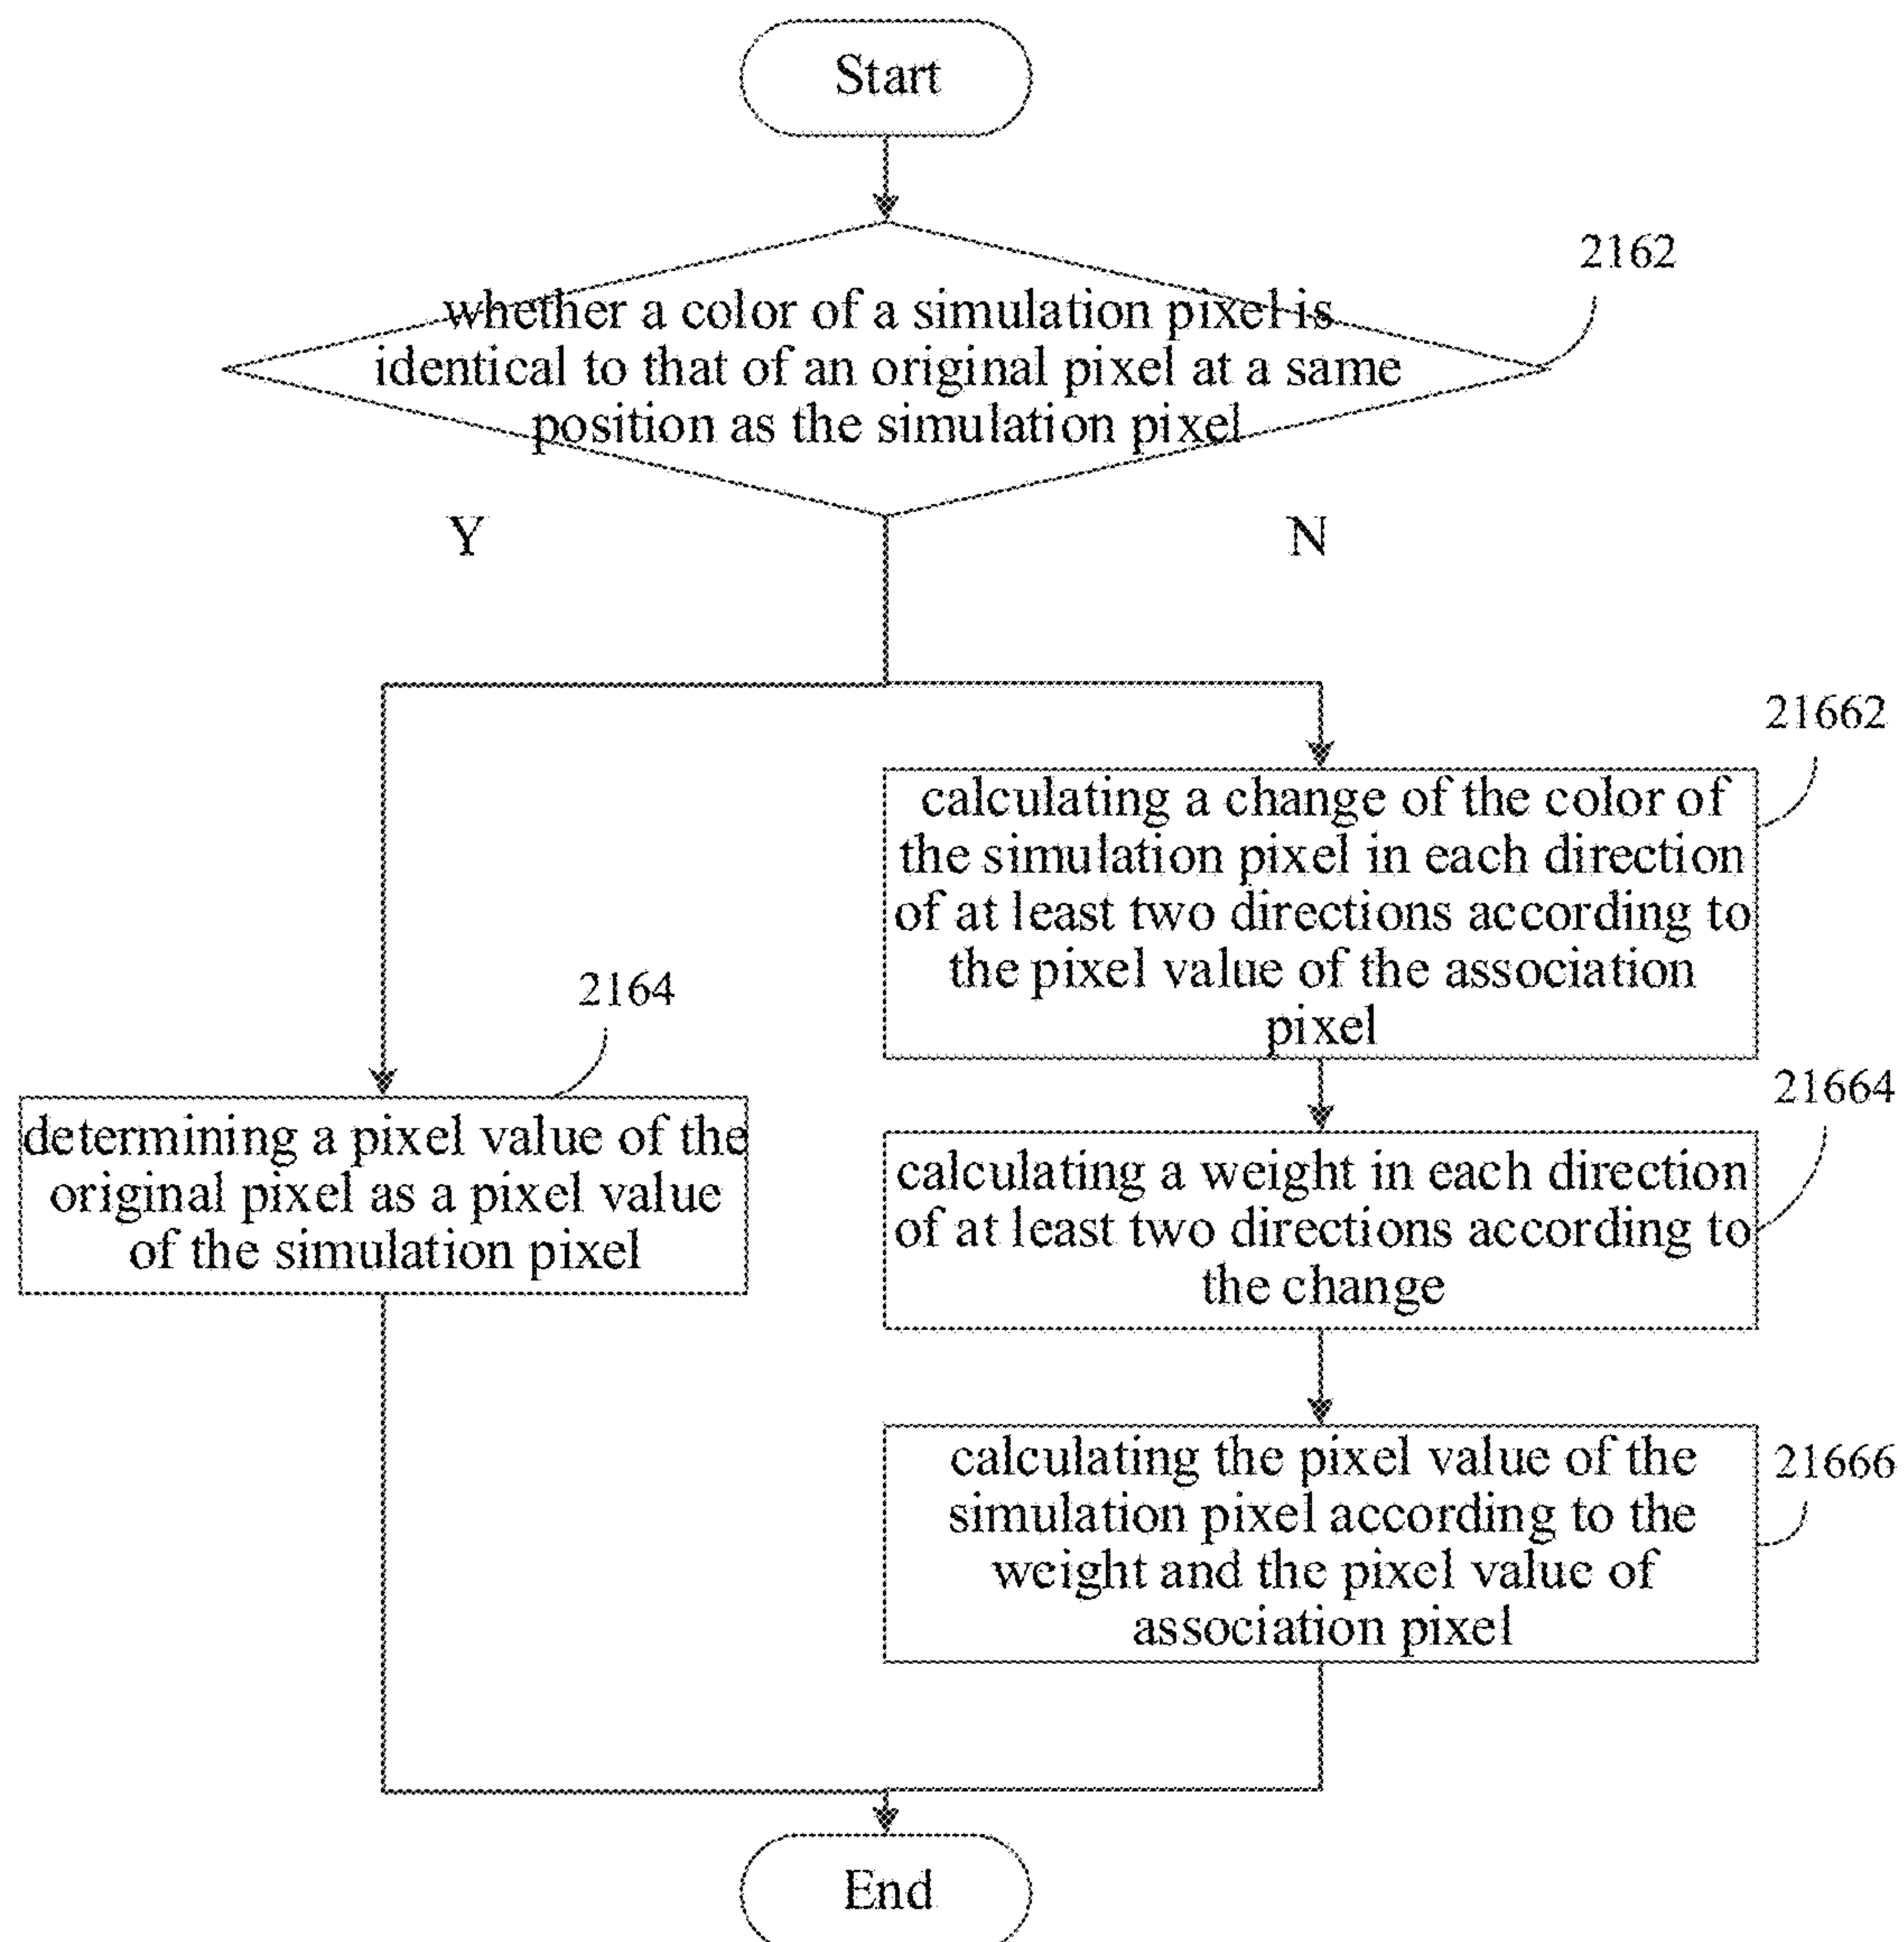 Start
2162
whether a color of a simulation pixel is
identical to that of an original pixel at a same
position as the simulation pixel
Y
N
21662
calculating a change of the color of
the simulation pixel in each direction
of at least two directions according to
the pixel value of the association
pixel
2164
determining a pixel value of the
original pixel as a pixel value
of the simulation pixel
21664
calculating a weight in each direction
of at least two directions according to
the change
21666
calculating the pixel value of the
simulation pixel according to the
weight and the pixel value of
association pixel
End